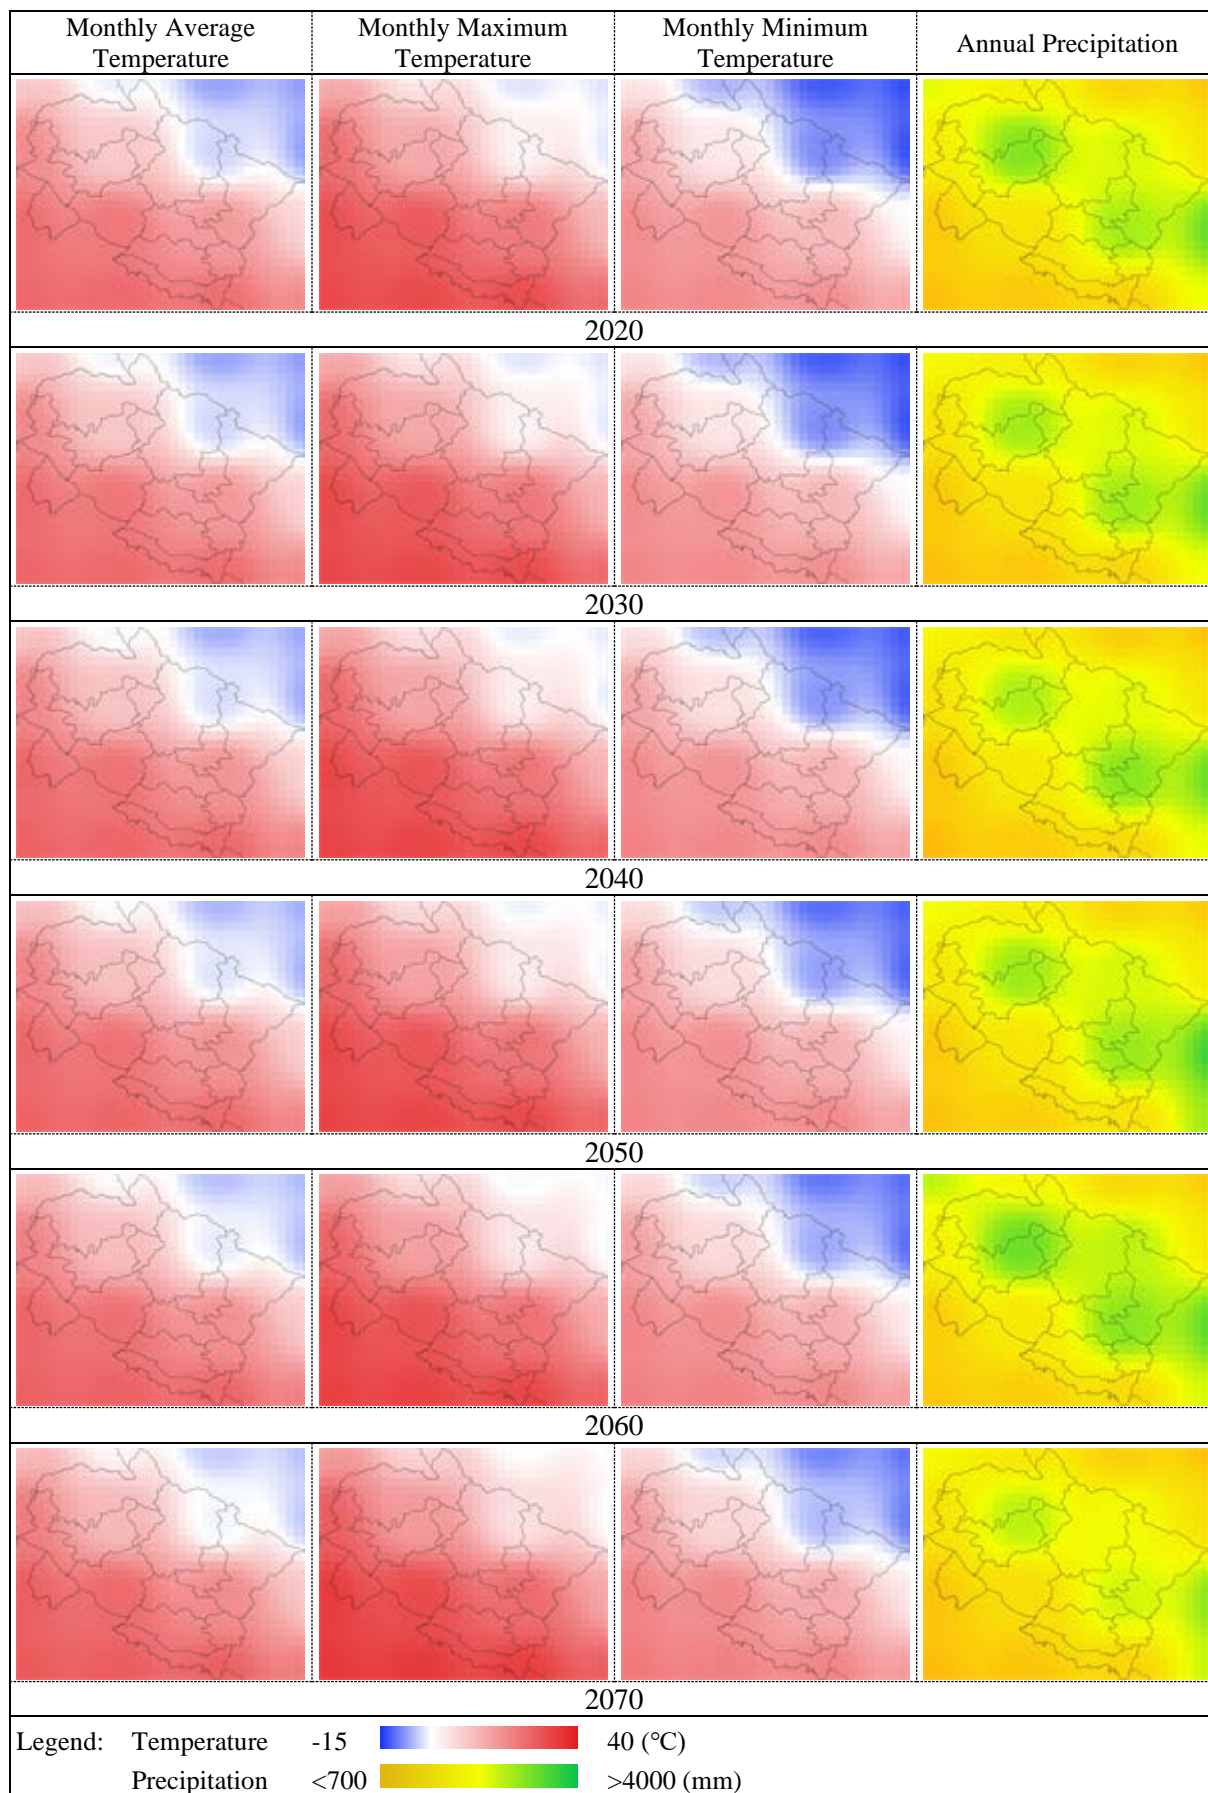 Monthly Average
Temperature
Monthly Maximum
Temperature
Monthly Minimum
Temperature
Annual Precipitation
2020
2030
2040
2050
2060
2070
Legend: Temperature -15 40 (°C)
Precipitation <700 >4000 (mm)